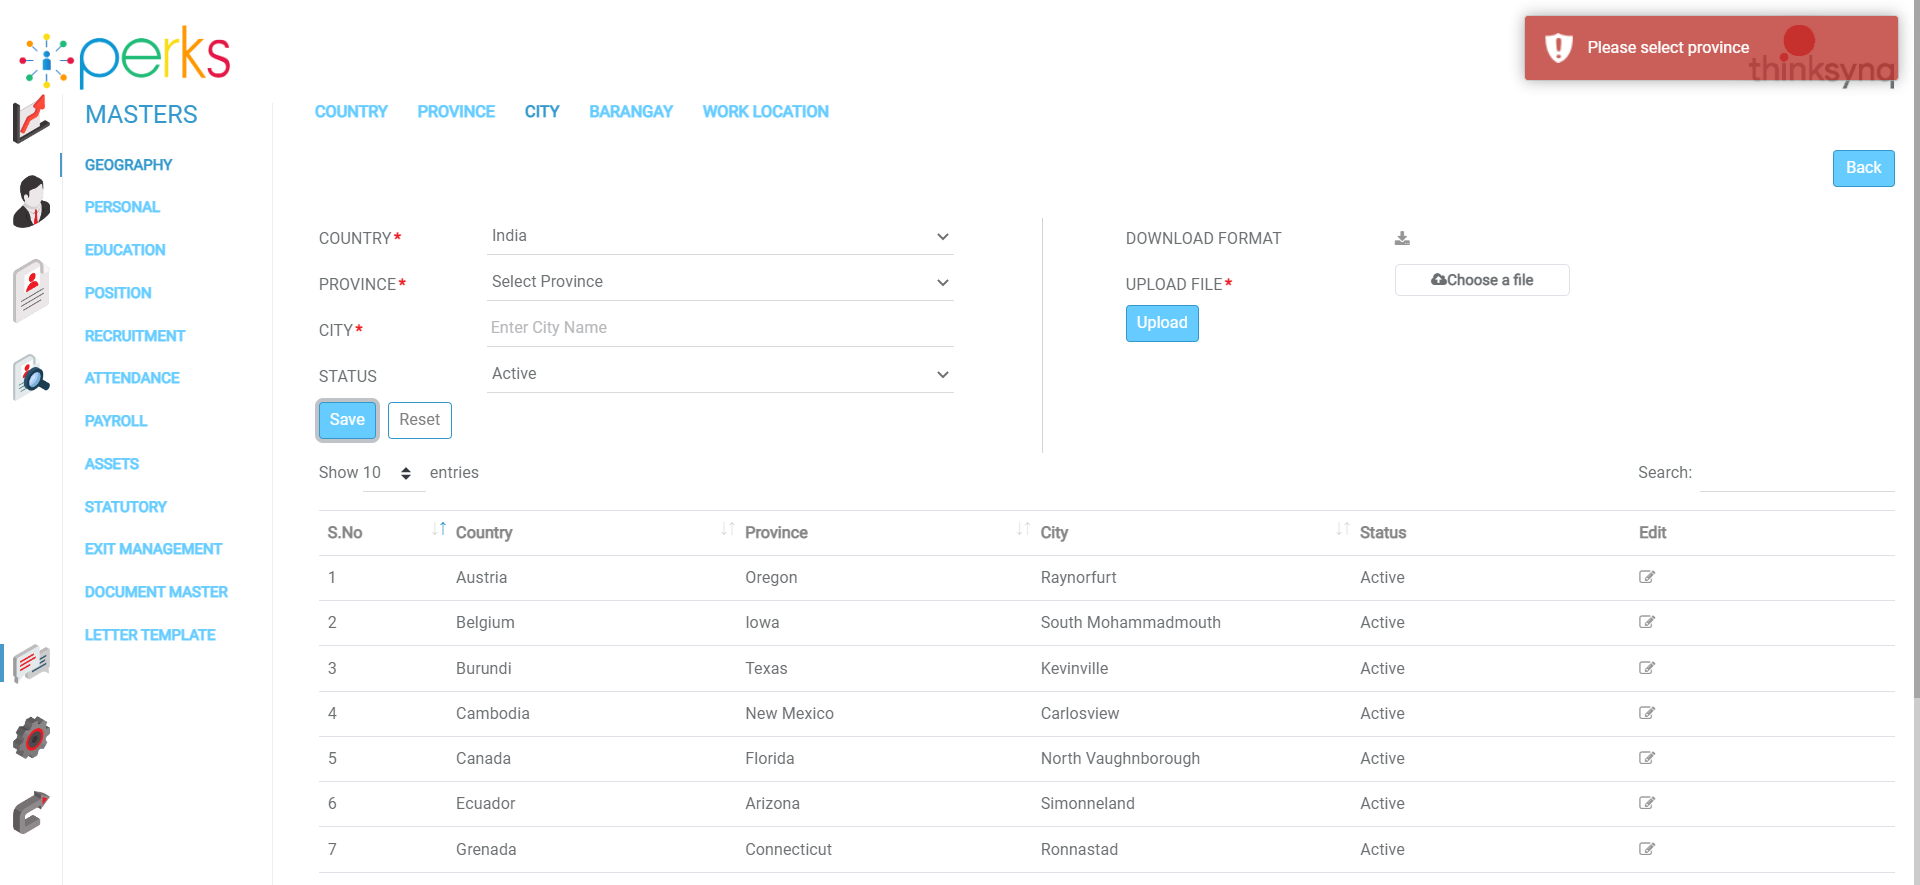 perks
Please select province
thinksynq
MASTERS
COUNTRY PROVINCE CITY BARANGAY WORK LOCATION
GEOGRAPHY
Back
PERSONAL
COUNTRY* India
DOWNLOAD FORMAT
EDUCATION
PROVINCE* Select Province
UPLOAD FILE* Choose a file
POSITION
CITY* Enter City Name
Upload
RECRUITMENT
STATUS Active
ATTENDANCE
Save Reset
PAYROLL
Show 10 entries
Search:
ASSETS
STATUTORY
S.No Country Province City Status Edit
EXIT MANAGEMENT
1 Austria Oregon Raynorfurt Active
DOCUMENT MASTER
2 Belgium Iowa South Mohammadmouth Active
LETTER TEMPLATE
3 Burundi Texas Kevinville Active
4 Cambodia New Mexico Carlosview Active
5 Canada Florida North Vaughnborough Active
6 Ecuador Arizona Simonneland Active
7 Grenada Connecticut Ronnastad Active